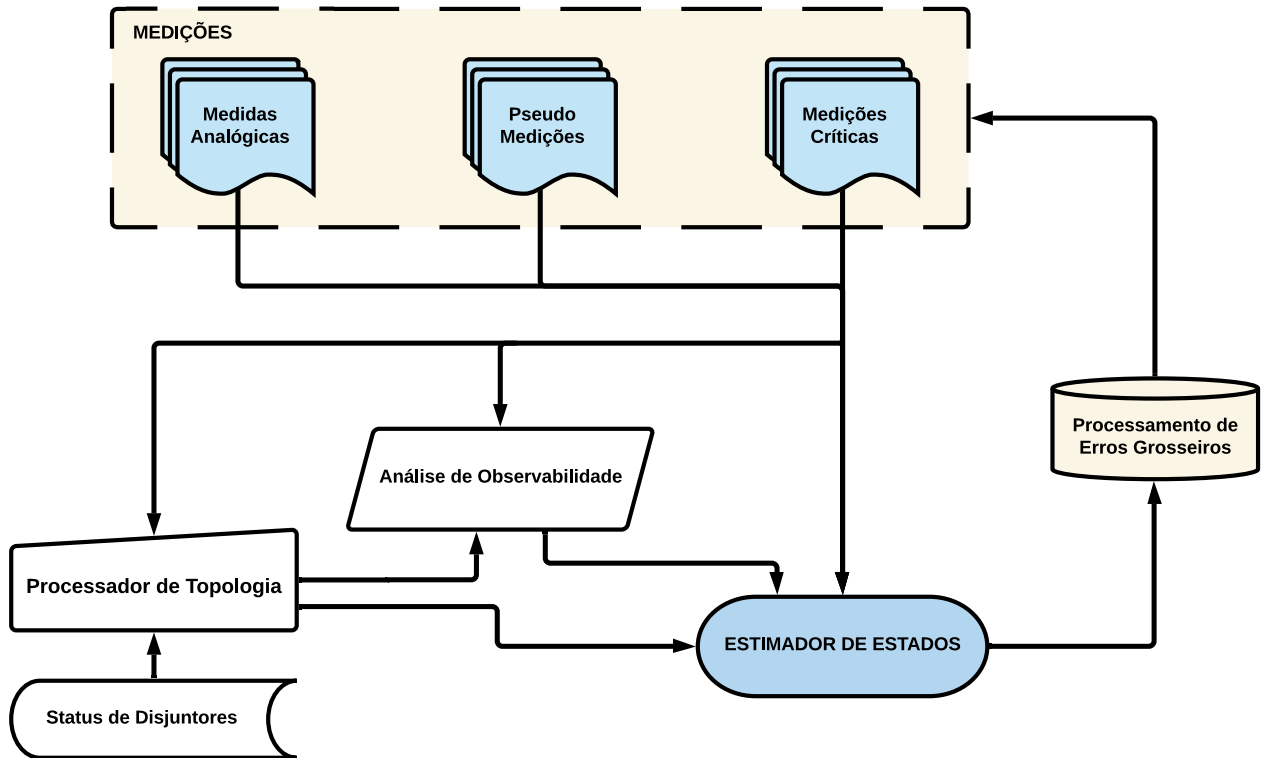 MEDIÇÕES
Medidas
Analógicas
Pseudo
Medições
Medições
Críticas
Processamento de
Erros Grosseiros
Análise de Observabilidade
Processador de Topologia
ESTIMADOR DE ESTADOS
Status de Disjuntores